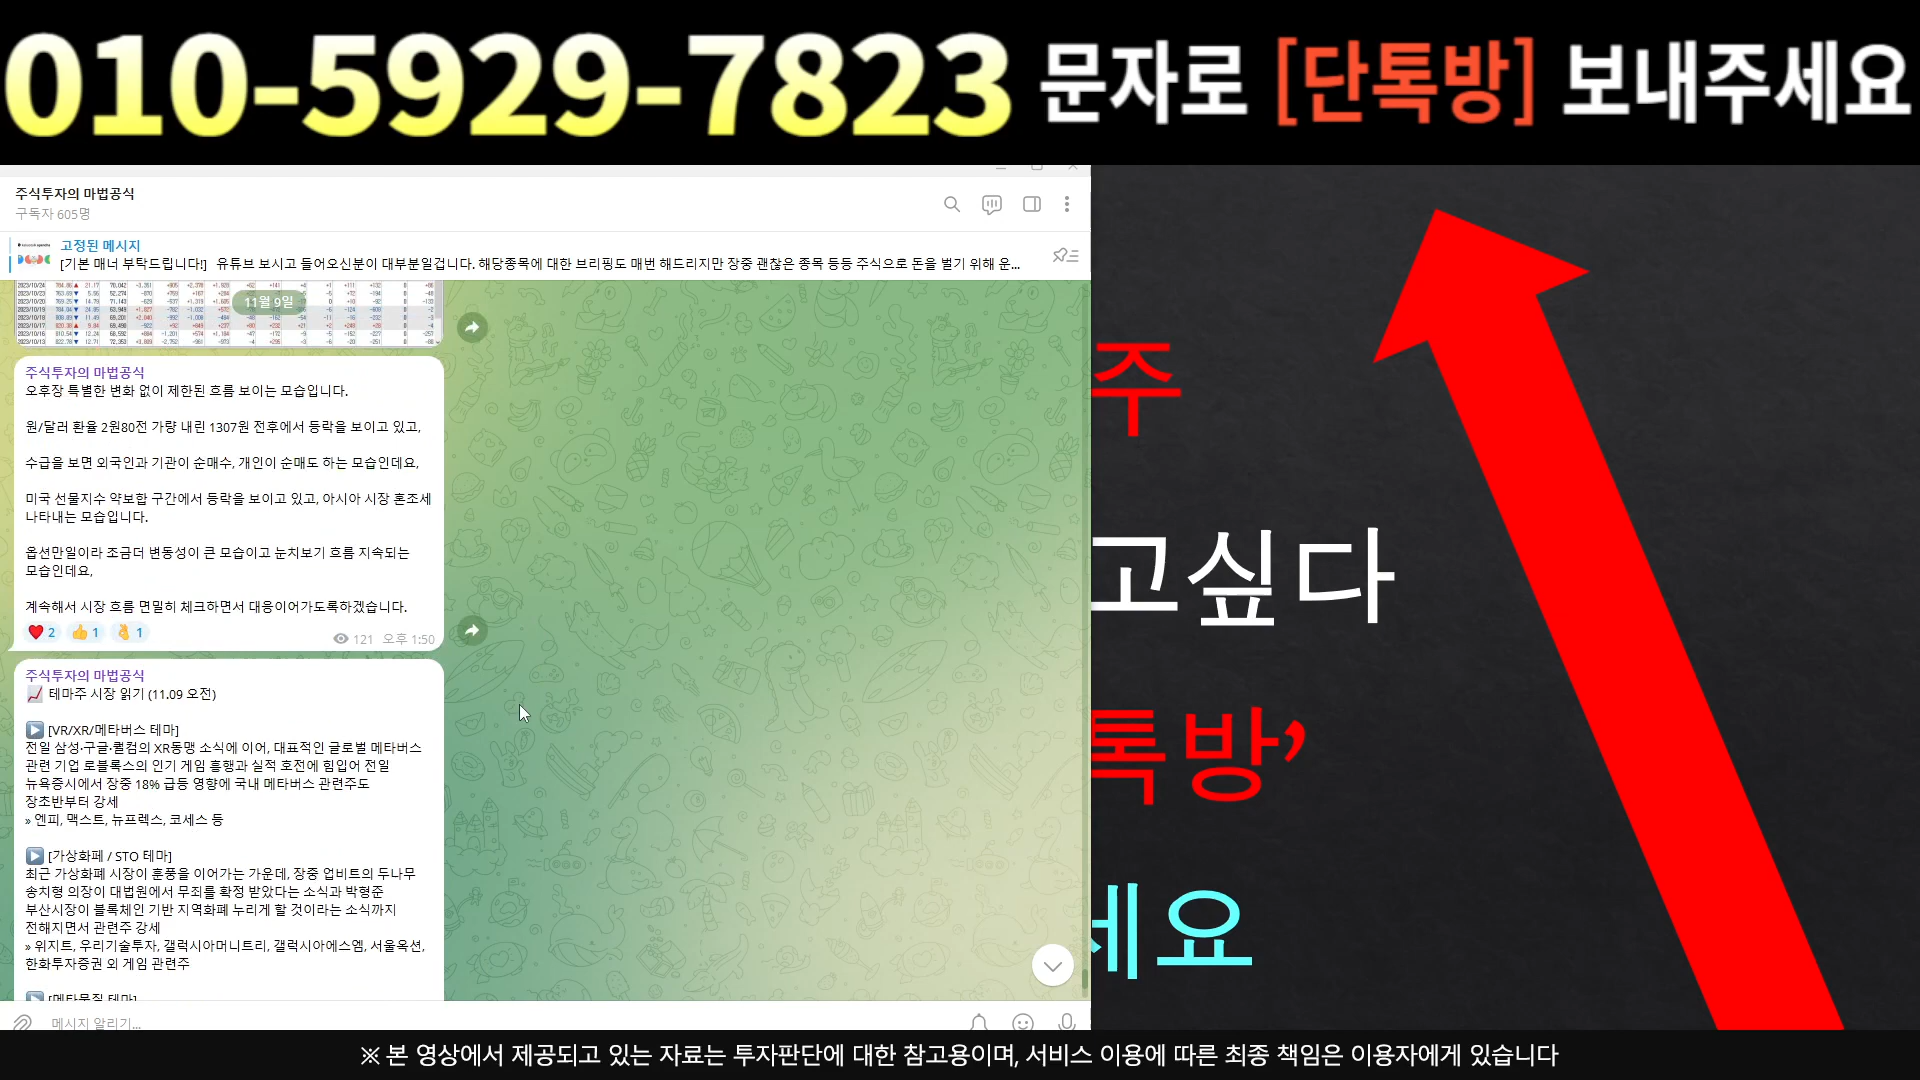 010-5929-7823 문자로 [단톡방] 보내주세요
주식투자의 마법공식
구독자 605명
고정된 메시지
[기본 매너 부탁드립니다!] 유튜브 보시고 들어오신분이 대부분일겁니다. 해당종목에 대한 브리핑도 매번 해드리지만 장중 괜찮은 종목 등등 주식으로 돈을 벌기 위해 운...
11월 9일
주식투자의 마법공식
오후장 특별한 변화 없이 제한된 흐름 보이는 모습입니다.
원/달러 환율 2원80전 가량 내린 1307원 전후에서 등락을 보이고 있고,
수급을 보면 외국인과 기관이 순매수, 개인이 순매도 하는 모습인데요,
미국 선물지수 약보합 구간에서 등락을 보이고 있고, 아시아 시장 혼조세
나타내는 모습입니다.
옵션만일이라 조금더 변동성이 큰 모습이고 눈치보기 흐름 지속되는
모습인데요,
계속해서 시장 흐름 면밀히 체크하면서 대응이어가도록하겠습니다.
2 1 1
121 오후 1:50
주식투자의 마법공식
테마주 시장 읽기 (11.09 오전)
[VR/XR/메타버스 테마]
전일 삼성·구글·퀄컴의 XR동맹 소식에 이어, 대표적인 글로벌 메타버스
관련 기업 로블록스의 인기 게임 흥행과 실적 호전에 힘입어 전일
뉴욕증시에서 장중 18% 급등 영향에 국내 메타버스 관련주도
장초반부터 강세
» 엔피, 맥스트, 뉴프렉스, 코세스 등
[가상화폐 / STO 테마]
최근 가상화폐 시장이 훈풍을 이어가는 가운데, 장중 업비트의 두나무
송치형 의장이 대법원에서 무죄를 확정 받았다는 소식과 박형준
부산시장이 블록체인 기반 지역화폐 누리게 할 것이라는 소식까지
전해지면서 관련주 강세
» 위지트, 우리기술투자, 갤럭시아머니트리, 갤럭시아에스엠, 서울옥션,
한화투자증권 외 게임 관련주
[메타물질 테마]
메시지 알리기...
주
고싶다
톡방’
세요
※ 본 영상에서 제공되고 있는 자료는 투자판단에 대한 참고용이며, 서비스 이용에 따른 최종 책임은 이용자에게 있습니다